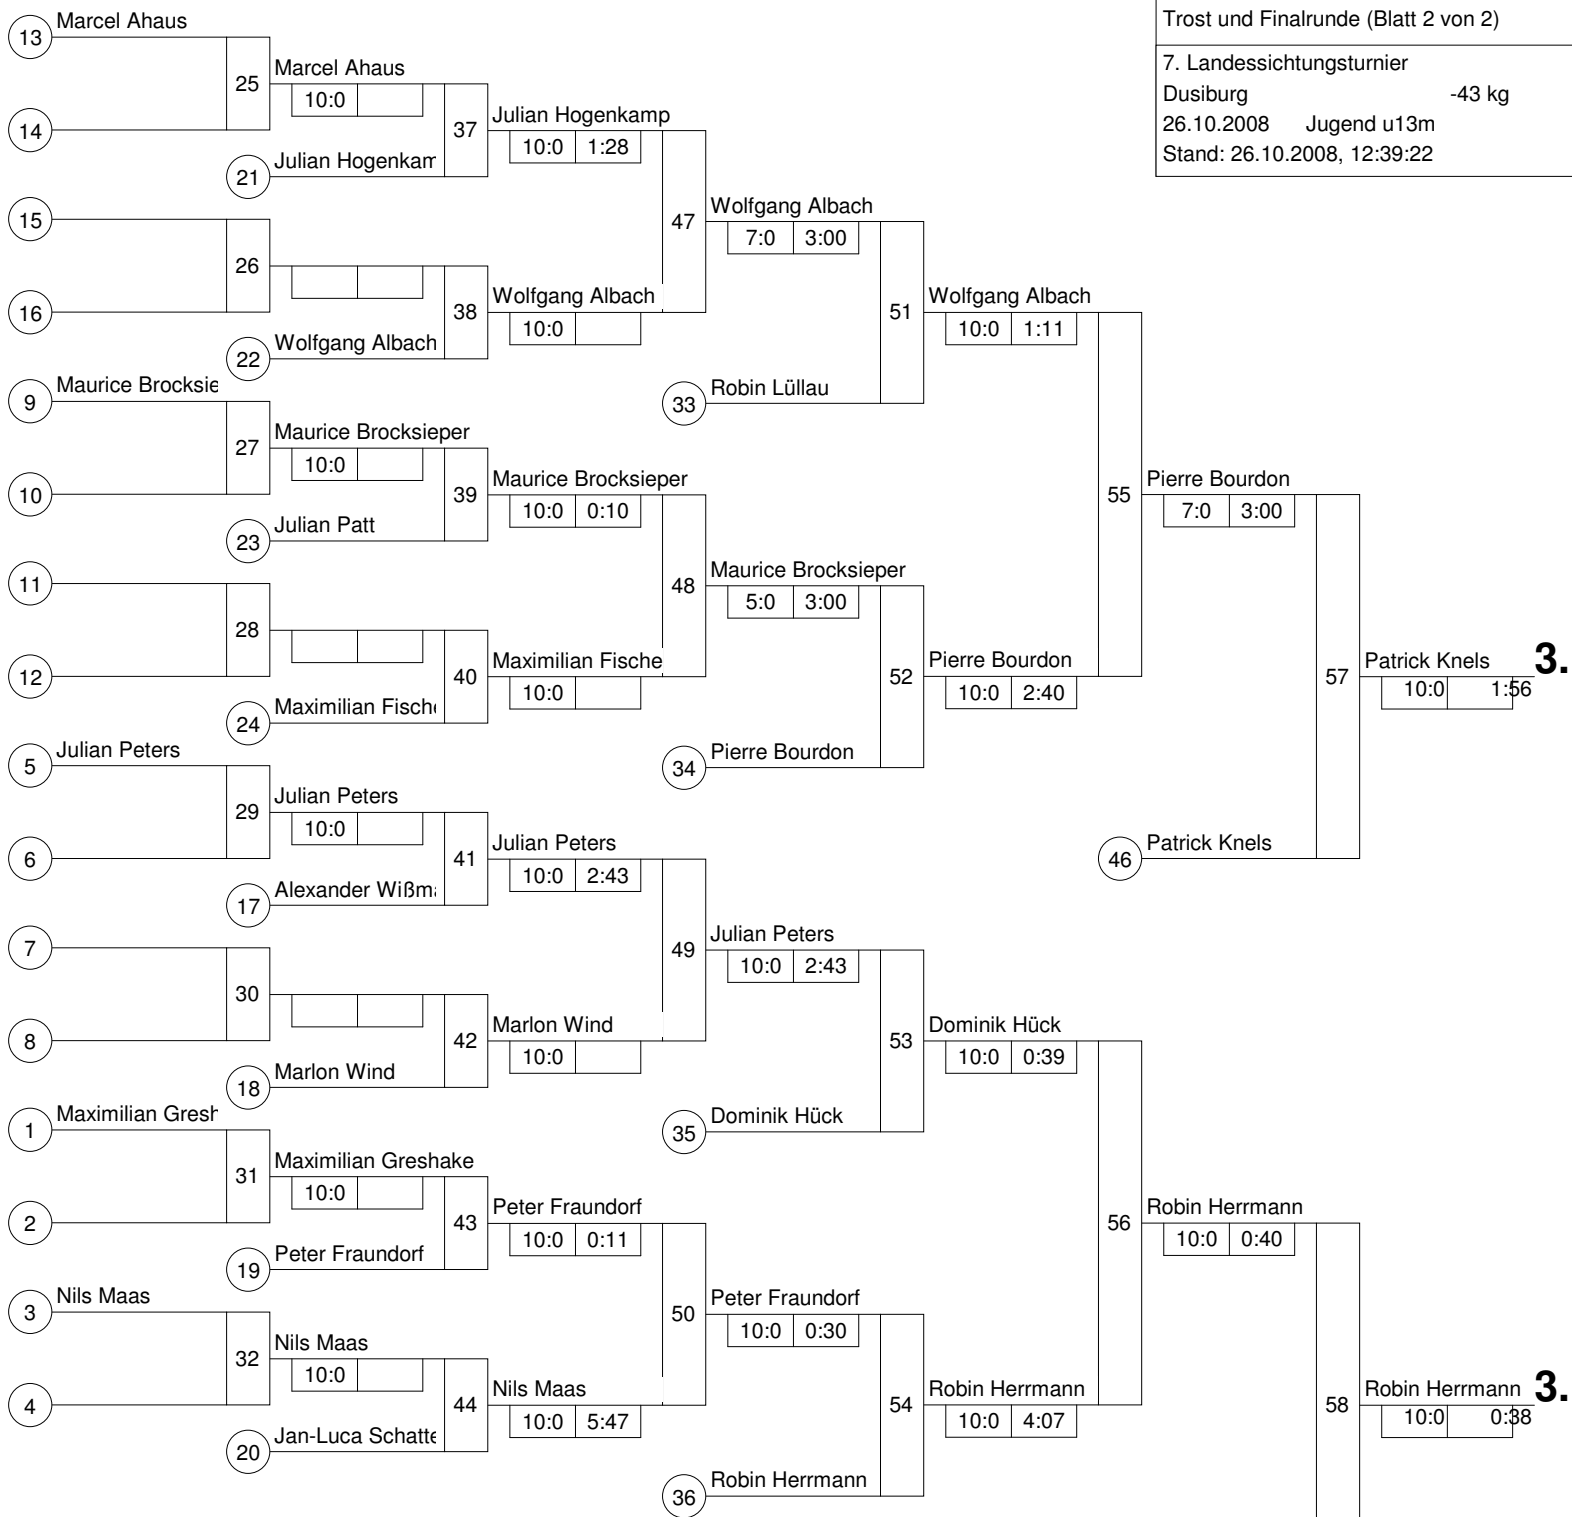 Trost und Finalrunde (Blatt 2 von 2)
7. Landessichtungsturnier
Dusiburg -43 kg
26.10.2008 Jugend u13m
Stand: 26.10.2008, 12:39:22
13 Marcel Ahaus
25 Marcel Ahaus
10:0
14
37 Julian Hogenkamp
10:0 1:28
21 Julian Hogenkam
15
47 Wolfgang Albach
7:0 3:00
26
16
38 Wolfgang Albach
10:0
22 Wolfgang Albach
51 Wolfgang Albach
10:0 1:11
33 Robin Lüllau
9 Maurice Brocksie
27 Maurice Brocksieper
10:0
10
39 Maurice Brocksieper
10:0 0:10
23 Julian Patt
55 Pierre Bourdon
7:0 3:00
11
48 Maurice Brocksieper
5:0 3:00
28
12
40 Maximilian Fische
10:0
24 Maximilian Fische
52 Pierre Bourdon
10:0 2:40
34 Pierre Bourdon
57 Patrick Knels 3.
10:0 1:56
46 Patrick Knels
5 Julian Peters
29 Julian Peters
10:0
6
41 Julian Peters
10:0 2:43
17 Alexander Wißma
7
49 Julian Peters
10:0 2:43
30
8
42 Marlon Wind
10:0
18 Marlon Wind
53 Dominik Hück
10:0 0:39
35 Dominik Hück
1 Maximilian Gresh
31 Maximilian Greshake
10:0
2
43 Peter Fraundorf
10:0 0:11
19 Peter Fraundorf
56 Robin Herrmann
10:0 0:40
3 Nils Maas
50 Peter Fraundorf
10:0 0:30
32 Nils Maas
10:0
4
44 Nils Maas
10:0 5:47
20 Jan-Luca Schatte
54 Robin Herrmann
10:0 4:07
36 Robin Herrmann
58 Robin Herrmann 3.
10:0 0:38